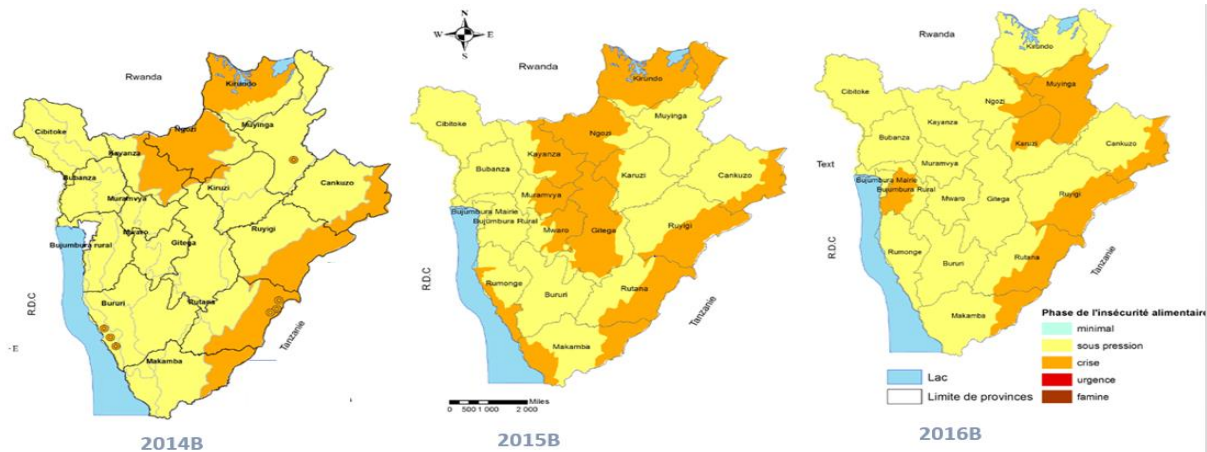 Rwanda
Kirundo
Cibitoke
Ngozi
Muyinga
Kayanza
Bubanza
Kiruzi
Cankuzo
Muramvya
Mwaro
Gitega
Ruyigi
Bujumbura rural
R.D.C
Bururi
Rutana
Tanzanie
- E
Makamba
2014B
N
W E
S
Rwanda
Kirundo
Cibitoke
Ngozi
Muyinga
Kayanza
Bubanza
Karuzi
Cankuzo
Muramvya
Bujumbura Mairie
Bujumbura Rural
Mwaro
Gitega
Ruyigi
R.D.C
Rumonge
Bururi
Rutana
Tanzanie
Makamba
Miles
0 500 1 000 2 000
2015B
Rwanda
Kirundo
Cibitoke
Muyinga
Ngozi
Kayanza
Bubanza
Karuzi
Cankuzo
Text
Muramvya
Bujumbura Mairie
Bujumbura Rural
Mwaro
Gitega
Ruyigi
R.D.C
Rumonge
Bururi
Rutana
Tanzanie
Makamba
Phase de l'insécurité alimentaire
minimal
sous pression
crise
urgence
famine
Lac
Limite de provinces
2016B